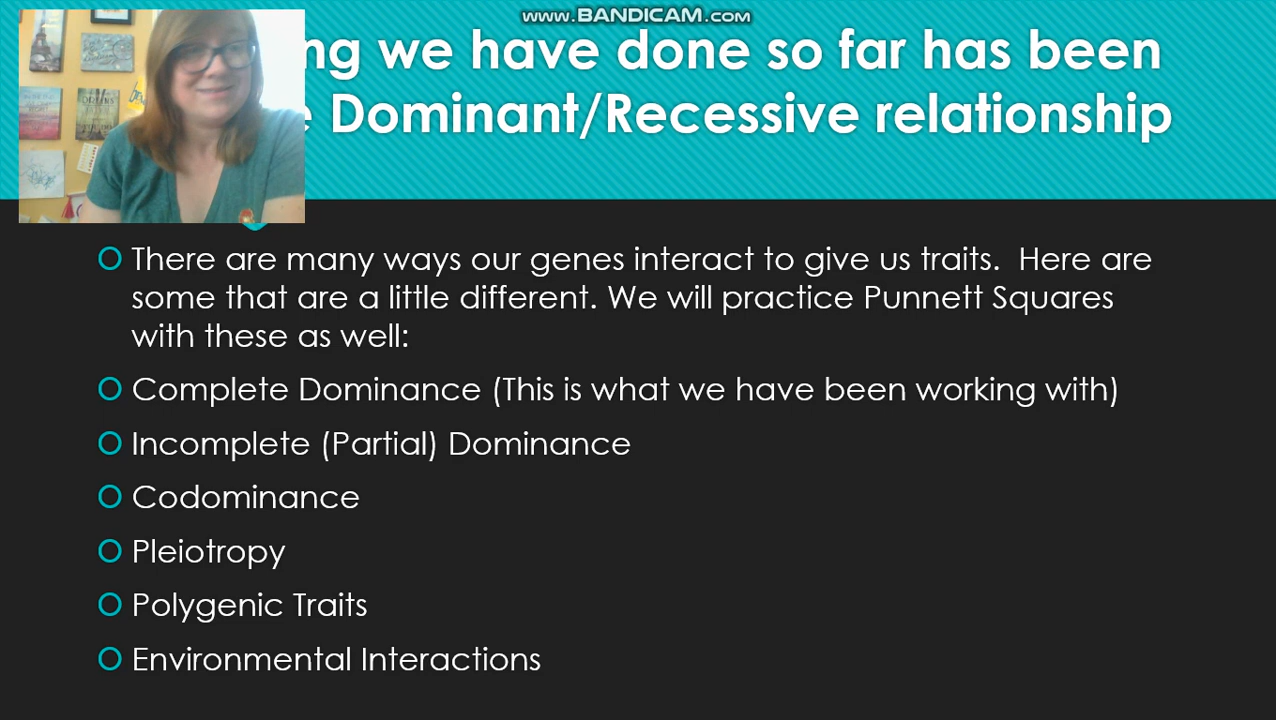 www.BANDICAM.com
ng we have done so far has been
e Dominant/Recessive relationship
There are many ways our genes interact to give us traits.  Here are
some that are a little different. We will practice Punnett Squares
with these as well:
Complete Dominance (This is what we have been working with)
Incomplete (Partial) Dominance
Codominance
Pleiotropy
Polygenic Traits
Environmental Interactions